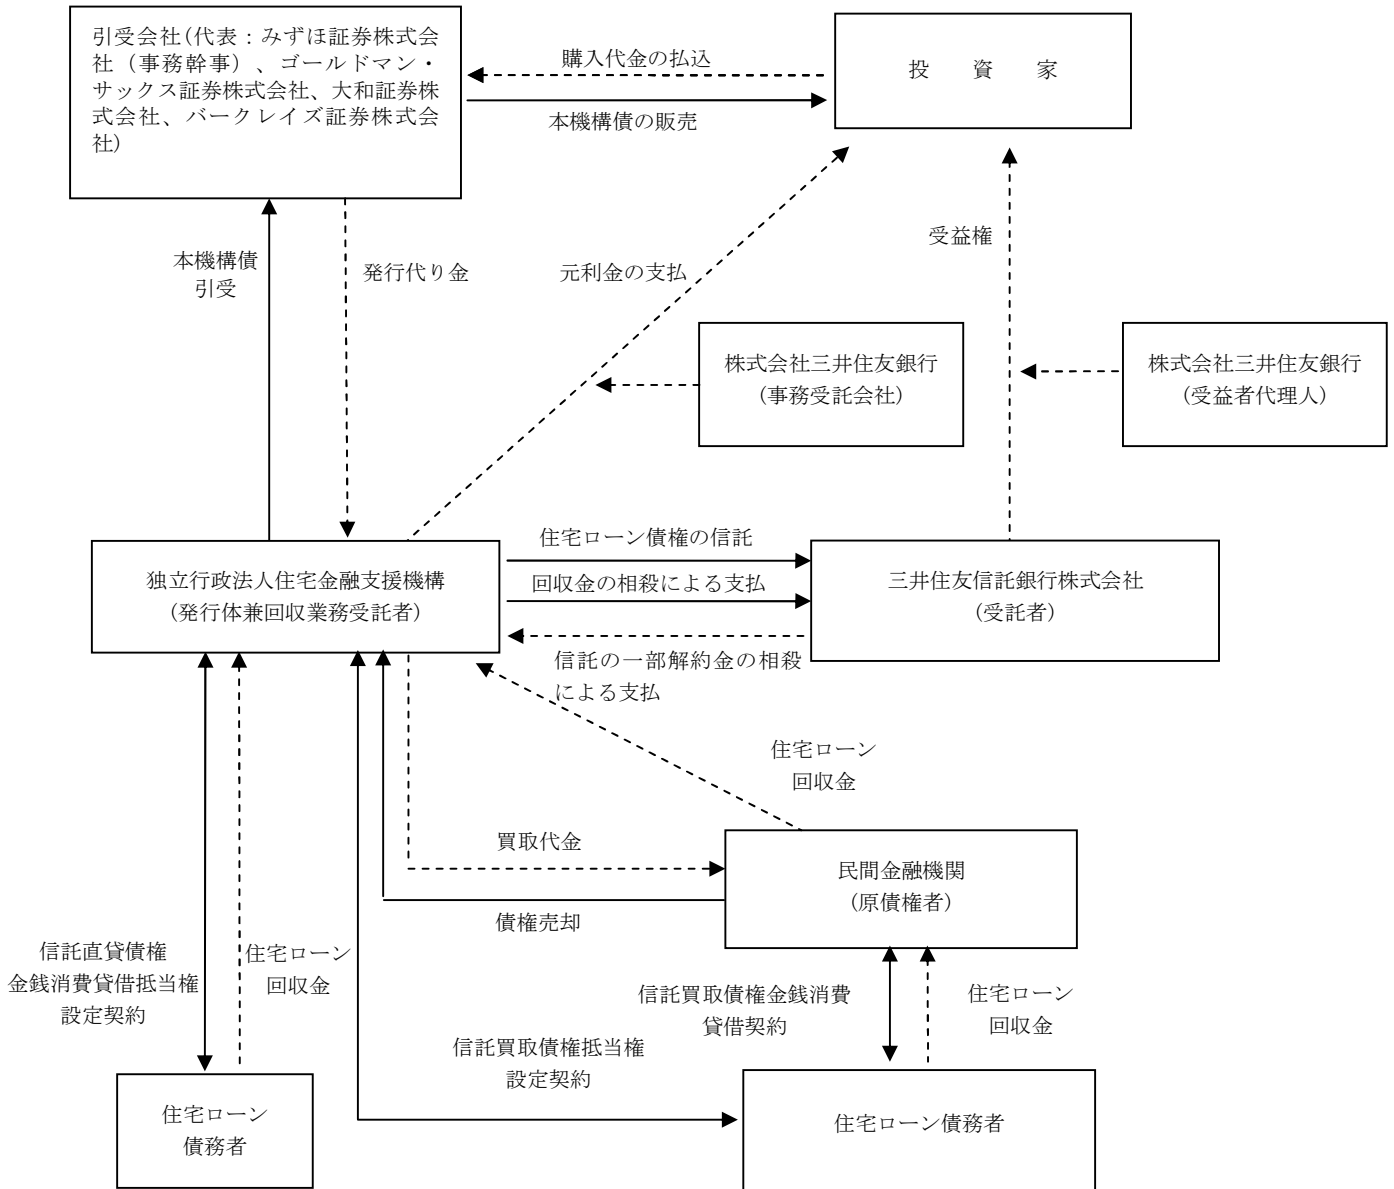 引受会社(代表：みずほ証券株式会
社（事務幹事）、ゴールドマン・
サックス証券株式会社、大和証券株
式会社、バークレイズ証券株式会
社)
購入代金の払込
本機構債の販売
投　資　家
本機構債
引受
発行代り金
元利金の支払
受益権
株式会社三井住友銀行
（事務受託会社）
株式会社三井住友銀行
（受益者代理人）
独立行政法人住宅金融支援機構
（発行体兼回収業務受託者）
住宅ローン債権の信託
回収金の相殺による支払
信託の一部解約金の相殺
による支払
三井住友信託銀行株式会社
（受託者）
住宅ローン
回収金
買取代金
債権売却
民間金融機関
（原債権者）
信託直貸債権
金銭消費貸借抵当権
設定契約
住宅ローン
回収金
信託買取債権金銭消費
貸借契約
住宅ローン
回収金
信託買取債権抵当権
設定契約
住宅ローン
債務者
住宅ローン債務者